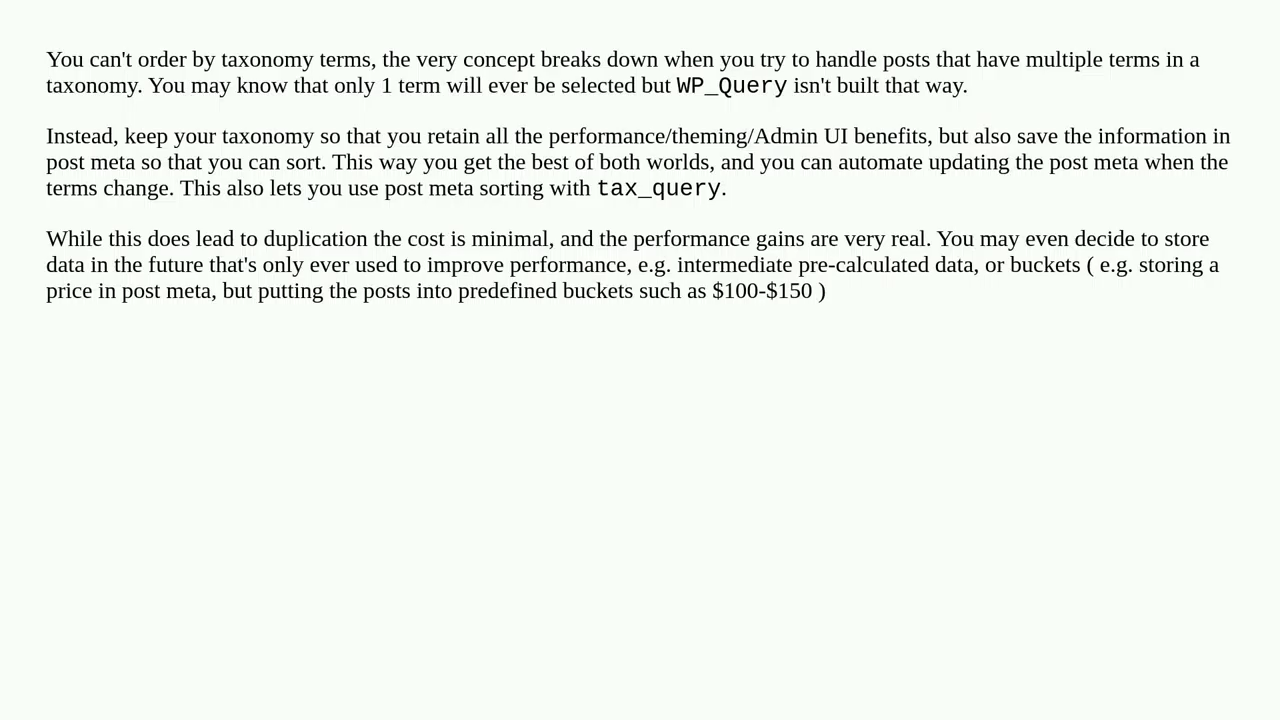 You can't order by taxonomy terms, the very concept breaks down when you try to handle posts that have multiple terms in a
taxonomy. You may know that only 1 term will ever be selected but WP_Query isn't built that way.
Instead, keep your taxonomy so that you retain all the performance/theming/Admin UI benefits, but also save the information in
post meta so that you can sort. This way you get the best of both worlds, and you can automate updating the post meta when the
terms change. This also lets you use post meta sorting with tax_query.
While this does lead to duplication the cost is minimal, and the performance gains are very real. You may even decide to store
data in the future that's only ever used to improve performance, e.g. intermediate pre-calculated data, or buckets ( e.g. storing a
price in post meta, but putting the posts into predefined buckets such as $100-$150 )